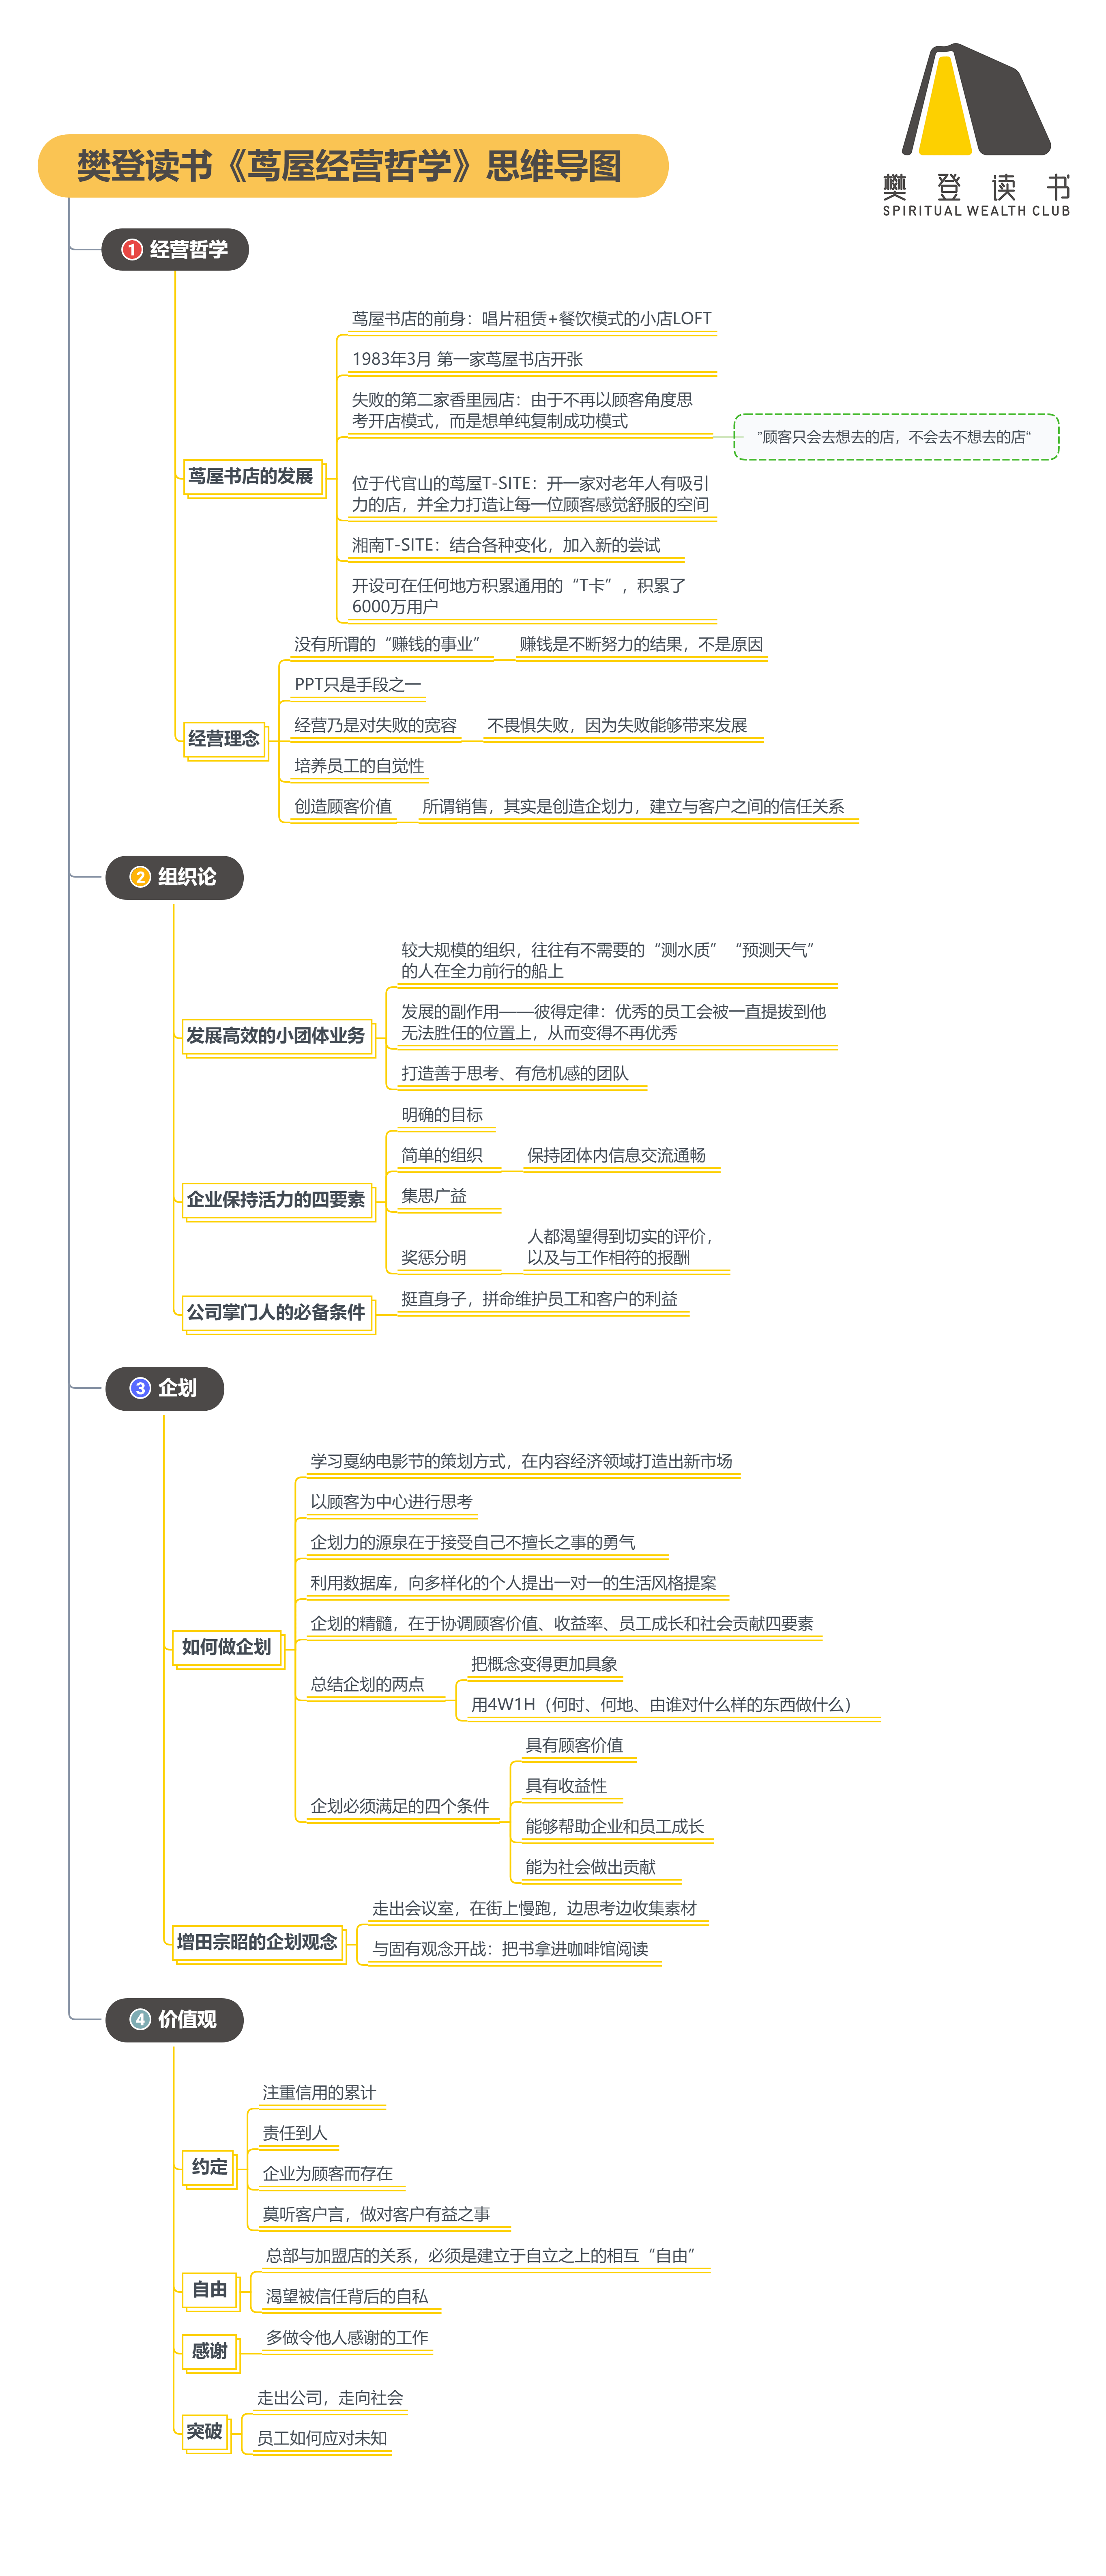 樊登读书
SPIRITUAL WEALTH CLUB
樊登读书《茑屋经营哲学》思维导图
1 经营哲学
茑屋书店的发展
茑屋书店的前身：唱片租赁+餐饮模式的小店LOFT
1983年3月 第一家茑屋书店开张
失败的第二家香里园店：由于不再以顾客角度思
考开店模式，而是想单纯复制成功模式
”顾客只会去想去的店，不会去不想去的店“
位于代官山的茑屋T-SITE：开一家对老年人有吸引
力的店，并全力打造让每一位顾客感觉舒服的空间
湘南T-SITE：结合各种变化，加入新的尝试
开设可在任何地方积累通用的“T卡”，积累了
6000万用户
经营理念
没有所谓的“赚钱的事业”
赚钱是不断努力的结果，不是原因
PPT只是手段之一
经营乃是对失败的宽容
不畏惧失败，因为失败能够带来发展
培养员工的自觉性
创造顾客价值
所谓销售，其实是创造企划力，建立与客户之间的信任关系
2 组织论
发展高效的小团体业务
较大规模的组织，往往有不需要的“测水质”“预测天气”
的人在全力前行的船上
发展的副作用——彼得定律：优秀的员工会被一直提拔到他
无法胜任的位置上，从而变得不再优秀
打造善于思考、有危机感的团队
企业保持活力的四要素
明确的目标
简单的组织
保持团体内信息交流通畅
集思广益
奖惩分明
人都渴望得到切实的评价，
以及与工作相符的报酬
公司掌门人的必备条件
挺直身子，拼命维护员工和客户的利益
3 企划
如何做企划
学习戛纳电影节的策划方式，在内容经济领域打造出新市场
以顾客为中心进行思考
企划力的源泉在于接受自己不擅长之事的勇气
利用数据库，向多样化的个人提出一对一的生活风格提案
企划的精髓，在于协调顾客价值、收益率、员工成长和社会贡献四要素
总结企划的两点
把概念变得更加具象
用4W1H（何时、何地、由谁对什么样的东西做什么）
企划必须满足的四个条件
具有顾客价值
具有收益性
能够帮助企业和员工成长
能为社会做出贡献
增田宗昭的企划观念
走出会议室，在街上慢跑，边思考边收集素材
与固有观念开战：把书拿进咖啡馆阅读
4 价值观
约定
注重信用的累计
责任到人
企业为顾客而存在
莫听客户言，做对客户有益之事
自由
总部与加盟店的关系，必须是建立于自立之上的相互“自由”
渴望被信任背后的自私
感谢
多做令他人感谢的工作
突破
走出公司，走向社会
员工如何应对未知